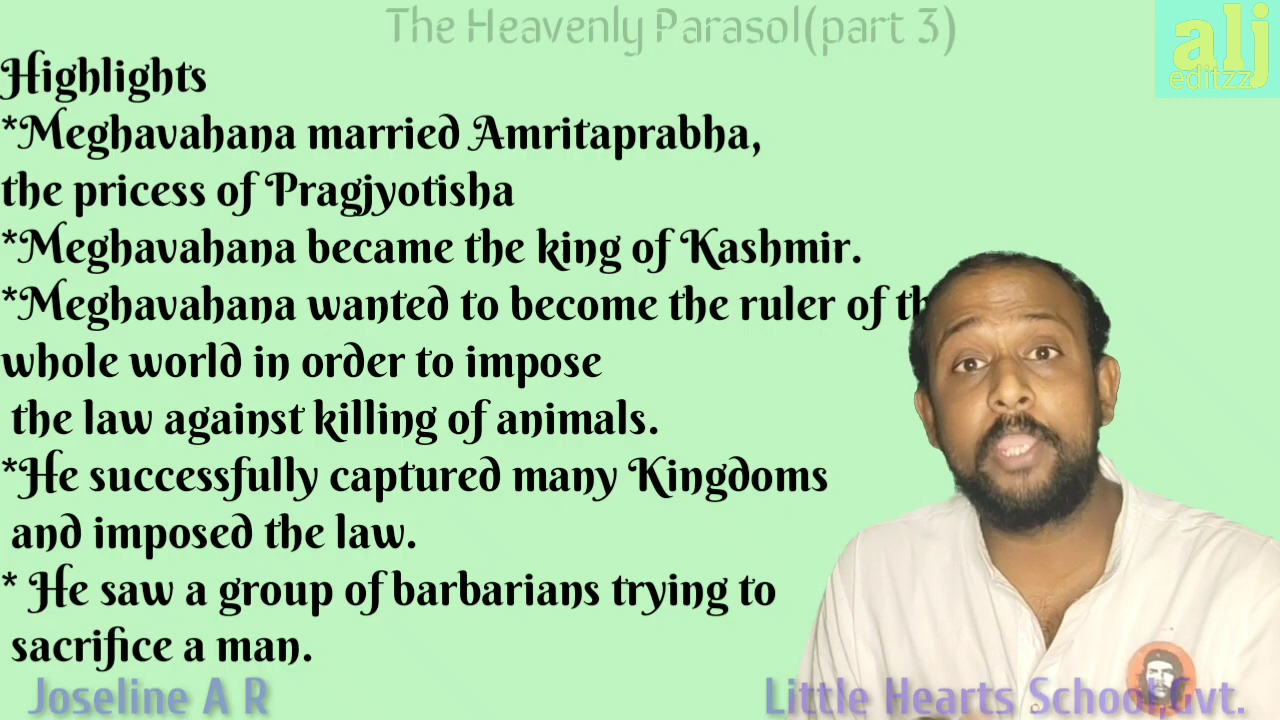 The Heavenly Parasol(part 3)
alj
editzz
Highlights
*Meghavahana married Amritaprabha,
the pricess of Pragjyotisha
*Meghavahana became the king of Kashmir.
*Meghavahana wanted to become the ruler of th
whole world in order to impose
the law against killing of animals.
*He successfully captured many Kingdoms
and imposed the law.
* He saw a group of barbarians trying to
sacrifice a man.
Joseline A R
Little Hearts School,Gvt.